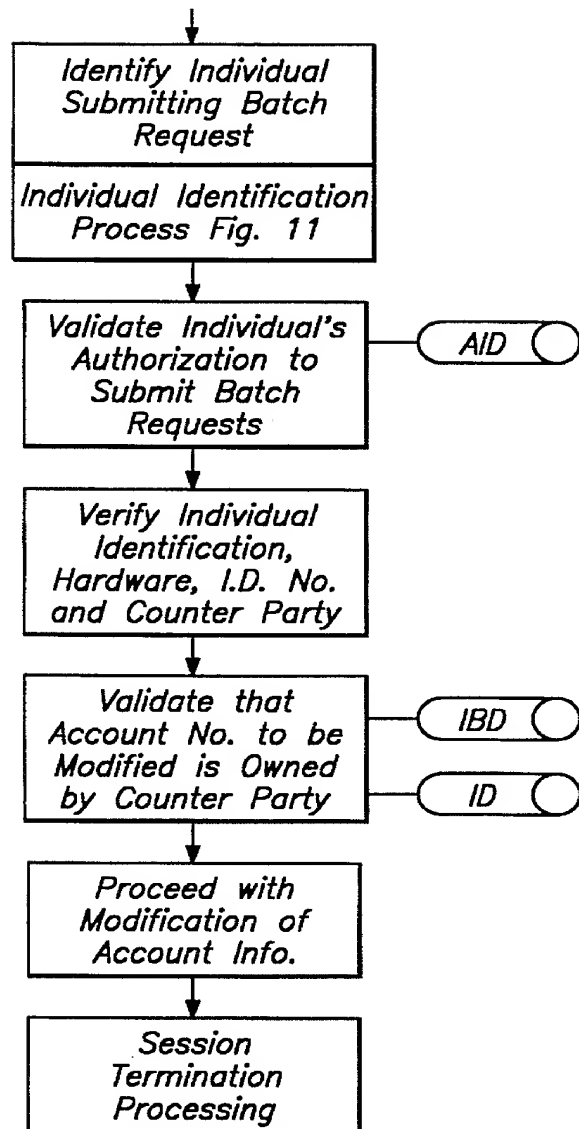 Identify Individual
Submitting Batch
Request
Individual Identification
Process Fig. 11
Validate Individual's
Authorization to
Submit Batch
Requests
AID
Verify Individual
Identification,
Hardware, I.D. No.
and Counter Party
Validate that
Account No. to be
Modified is Owned
by Counter Party
IBD
ID
Proceed with
Modification of
Account Info.
Session
Termination
Processing